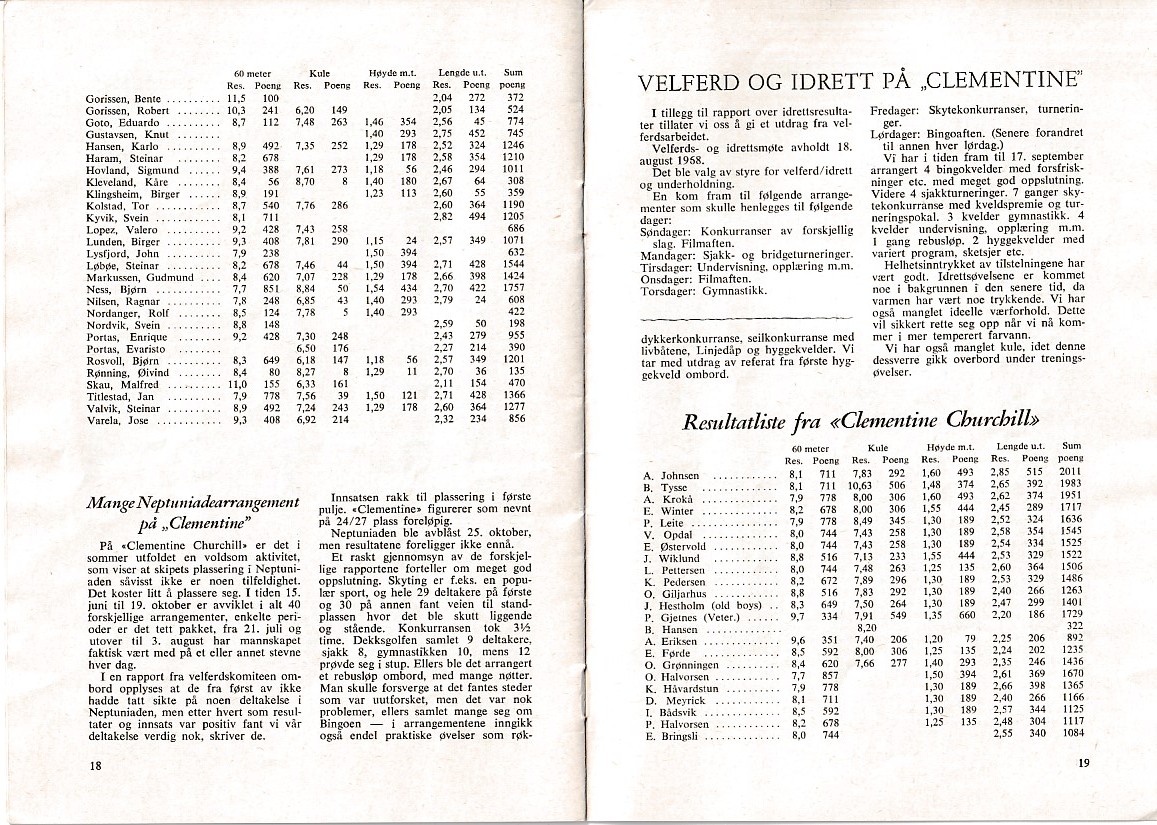 60 meter Kule Høyde m.t. Lengde u.t. Sum
Res. Poeng Res. Poeng Res. Poeng Res. Poeng poeng
Gorissen, Bente .......... 11,5 100 2,04 272 372
Gorissen, Robert ........ 10,3 241 6,20 149 2,05 134 524
Goto, Eduardo .......... 8,7 112 7,48 263 1,46 354 2,56 45 774
Gustavsen, Knut ........ 1,40 293 2,75 452 745
Hansen, Karlo .......... 8,9 492 7,35 252 1,29 178 2,52 324 1246
Haram, Steinar ........ 8,2 678 1,29 178 2,58 354 1210
Hovland, Sigmund ...... 9,4 388 7,61 273 1,18 56 2,46 294 1011
Kleveland, Kåre ........ 8,4 56 8,70 8 1,40 180 2,67 64 308
Klingsheim, Birger ...... 8,9 191 1,23 113 2,60 55 359
Kolstad, Tor ............ 8,7 540 7,76 286 2,60 364 1190
Kyvik, Svein ............ 8,1 711 2,82 494 1205
Lopez, Valero .......... 9,2 428 7,43 258 686
Lunden, Birger .......... 9,3 408 7,81 290 1,15 24 2,57 349 1071
Lysfjord, John .......... 7,9 238 1,50 394 632
Løbøe, Steinar .......... 8,2 678 7,46 44 1,50 394 2,71 428 1544
Markussen, Gudmund .... 8,4 620 7,07 228 1,29 178 2,66 398 1424
Ness, Bjørn ............ 7,7 851 8,84 50 1,54 434 2,70 422 1757
Nilsen, Ragnar .......... 7,8 248 6,85 43 1,40 293 2,79 24 608
Nordanger, Rolf ........ 8,5 124 7,78 5 1,40 293 422
Nordvik, Svein .......... 8,8 148 2,59 50 198
Portas, Enrique ........ 9,2 428 7,30 248 2,43 279 955
Portas, Evaristo ........ 6,50 176 2,27 214 390
Rosvoll, Bjørn .......... 8,3 649 6,18 147 1,18 56 2,57 349 1201
Rønning, Øivind ........ 8,4 80 8,27 8 1,29 11 2,70 36 135
Skau, Malfred .......... 11,0 155 6,33 161 2,11 154 470
Titlestad, Jan .......... 7,9 778 7,56 39 1,50 121 2,71 428 1366
Valvik, Steinar .......... 8,9 492 7,24 243 1,29 178 2,60 364 1277
Varela, Jose ............ 9,3 408 6,92 214 2,32 234 856
Mange Neptuniadearrangement
på „Clementine”
På «Clementine Churchill» er det i
sommer utfoldet en voldsom aktivitet,
som viser at skipets plassering i Neptuni-
aden såvisst ikke er noen tilfeldighet.
Det koster litt å plassere seg. I tiden 15.
juni til 19. oktober er avviklet i alt 40
forskjellige arrangementer, enkelte peri-
oder er det tett pakket, fra 21. juli og
utover til 3. august har mannskapet
faktisk vært med på et eller annet stevne
hver dag.
I en rapport fra velferdskomiteen om-
bord opplyses at de fra først av ikke
hadde tatt sikte på noen deltakelse i
Neptuniaden, men etter hvert som resul-
tater og innsats var positiv fant vi vår
deltakelse verdig nok, skriver de.
Innsatsen rakk til plassering i første
pulje. «Clementine» figurerer som nevnt
på 24/27 plass foreløpig.
Neptuniaden ble avblåst 25. oktober,
men resultatene foreligger ikke ennå.
Et raskt gjennomsyn av de forskjel-
lige rapportene forteller om meget god
oppslutning. Skyting er f.eks. en popu-
lær sport, og hele 29 deltakere på første
og 30 på annen fant veien til stand-
plassen hvor det ble skutt liggende
og stående. Konkurransen tok 3½
time. Dekksgolfen samlet 9 deltakere,
sjakk 8, gymnastikken 10, mens 12
prøvde seg i stup. Ellers ble det arrangert
et rebusløp ombord, med mange nøtter.
Man skulle forsverge at det fantes steder
som var uutforsket, men det var nok
problemer, ellers samlet mange seg om
Bingoen — i arrangementene inngikk
også endel praktiske øvelser som røk-
18
VELFERD OG IDRETT PÅ „CLEMENTINE”
I tillegg til rapport over idrettsresulta-
ter tillater vi oss å gi et utdrag fra vel-
ferdsarbeidet.
Velferds- og idrettsmøte avholdt 18.
august 1968.
Det ble valg av styre for velferd/idrett
og underholdning.
En kom fram til følgende arrange-
menter som skulle henlegges til følgende
dager:
Søndager: Konkurranser av forskjellig
slag. Filmaften.
Mandager: Sjakk- og bridgeturneringer.
Tirsdager: Undervisning, opplæring m.m.
Onsdager: Filmaften.
Torsdager: Gymnastikk.
dykkerkonkurranse, seilkonkurranse med
livbåtene, Linjedåp og hyggekvelder. Vi
tar med utdrag av referat fra første hyg-
gekveld ombord.
Fredager: Skytekonkurranser, turnerin-
ger.
Lørdager: Bingoaften. (Senere forandret
til annen hver lørdag.)
Vi har i tiden fram til 17. september
arrangert 4 bingokvelder med forsfrisk-
ninger etc. med meget god oppslutning.
Videre 4 sjakkturneringer. 7 ganger sky-
tekonkurranse med kveldspremie og tur-
neringspokal. 3 kvelder gymnastikk. 4
kvelder undervisning, opplæring m.m.
1 gang rebusløp. 2 hyggekvelder med
variert program, sketsjer etc.
Helhetsinntrykket av tilstelningene har
vært godt. Idrettsøvelsene er kommet
noe i bakgrunnen i den senere tid, da
varmen har vært noe trykkende. Vi har
også manglet ideelle værforhold. Dette
vil sikkert rette seg opp når vi nå kom-
mer i mer temperert farvann.
Vi har også manglet kule, idet denne
dessverre gikk overbord under trenings-
øvelser.
Resultatliste fra «Clementine Churchill»
60 meter Kule Høyde m.t. Lengde u.t. Sum
Res. Poeng Res. Poeng Res. Poeng Res. Poeng poeng
A. Johnsen ............ 8,1 711 7,83 292 1,60 493 2,85 515 2011
B. Tysse ............ 8,1 711 10,63 506 1,48 374 2,65 392 1983
A. Krokå ............ 7,9 778 8,00 306 1,60 493 2,62 374 1951
E. Winter ............ 8,2 678 8,00 306 1,55 444 2,45 289 1717
P. Leite ............ 7,9 778 8,49 345 1,30 189 2,52 324 1636
V. Opdal ............ 8,0 744 7,43 258 1,30 189 2,58 354 1545
E. Østervold .......... 8,0 744 7,43 258 1,30 189 2,54 334 1525
J. Wiklund .......... 8,8 516 7,13 233 1,55 444 2,53 329 1522
L. Pettersen .......... 8,0 744 7,48 263 1,25 135 2,60 364 1506
K. Pedersen .......... 8,2 672 7,89 296 1,30 189 2,53 329 1486
O. Giljarhus .......... 8,8 516 7,83 292 1,30 189 2,40 266 1263
J. Hestholm (old boys) .. 8,3 649 7,50 264 1,30 189 2,47 299 1401
P. Gjetnes (Veter.) ...... 9,7 334 7,91 549 1,35 660 2,20 186 1729
B. Hansen ............ 8,20 322
A. Eriksen ............ 9,6 351 7,40 206 1,20 79 2,25 206 892
E. Førde ............ 8,5 592 8,00 306 1,25 135 2,24 202 1235
O. Grønningen .......... 8,4 620 7,66 277 1,40 293 2,35 246 1436
O. Halvorsen .......... 7,7 857 1,50 394 2,61 369 1670
K. Håvardstun .......... 7,9 778 1,30 189 2,66 398 1365
D. Meyrick .......... 8,1 711 1,30 189 2,40 266 1166
I. Bådsvik ............ 8,5 592 1,30 189 2,57 344 1125
P. Halvorsen .......... 8,2 678 1,25 135 2,48 304 1117
E. Bringsli ............ 8,0 744 2,55 340 1084
19